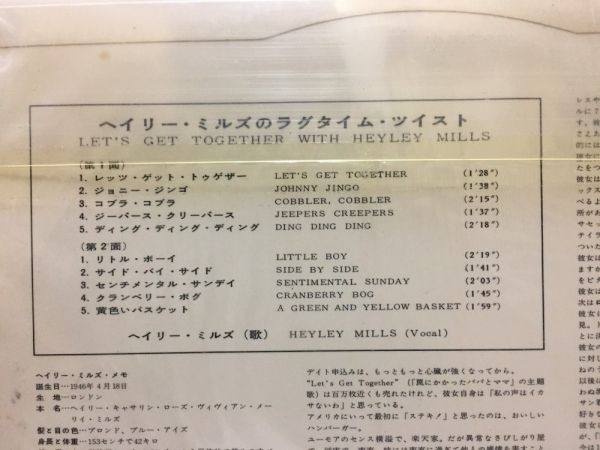 ヘイリー・ミルズのラグタイム・ツイスト
LET'S GET TOGETHER WITH HEYLEY MILLS
(第1面)
1. レッツ・ゲット・トゥゲザー LET'S GET TOGETHER (1'28")
2. ジョニー・ジンゴ JOHNNY JINGO (1'38")
3. コブラ・コブラ COBBLER, COBBLER (2'15")
4. ジーパース・クリーパース JEEPERS CREEPERS (1'37")
5. ディング・ディング・ディング DING DING DING (2'18")
(第2面)
1. リトル・ボーイ LITTLE BOY (2'19")
2. サイド・バイ・サイド SIDE BY SIDE (1'41")
3. センチメンタル・サンデイ SENTIMENTAL SUNDAY (2'03")
4. クランベリー・ボグ CRANBERRY BOG (1'45")
5. 黄色いバスケット A GREEN AND YELLOW BASKET (1'59")
ヘイリー・ミルズ(歌) HEYLEY MILLS (Vocal)
ヘイリー・ミルズ・メモ
誕生日…1946年4月18日
生地…ロンドン
本名…ヘイリー・キャサリン・ローズ・ヴィヴィアン・メー
リイ・ミルズ
髪と目の色…ブロンド、ブルー・アイズ
身長と体重…153センチで42キロ
デイト申込みは、もっともっと心臓が強くなってから。
"Let's Get Together"(「罠にかかったパパとママ」の主題
歌)は百万枚近くも売れたけれど、彼女自身は「私の声はイカ
サないわ」と思っている。
アメリカにいって最初に「ステキ！」と思ったのは、おいしい
ハンバーガー。
ユーモアのセンス横溢で、楽天家。だが異常なさびしがり屋